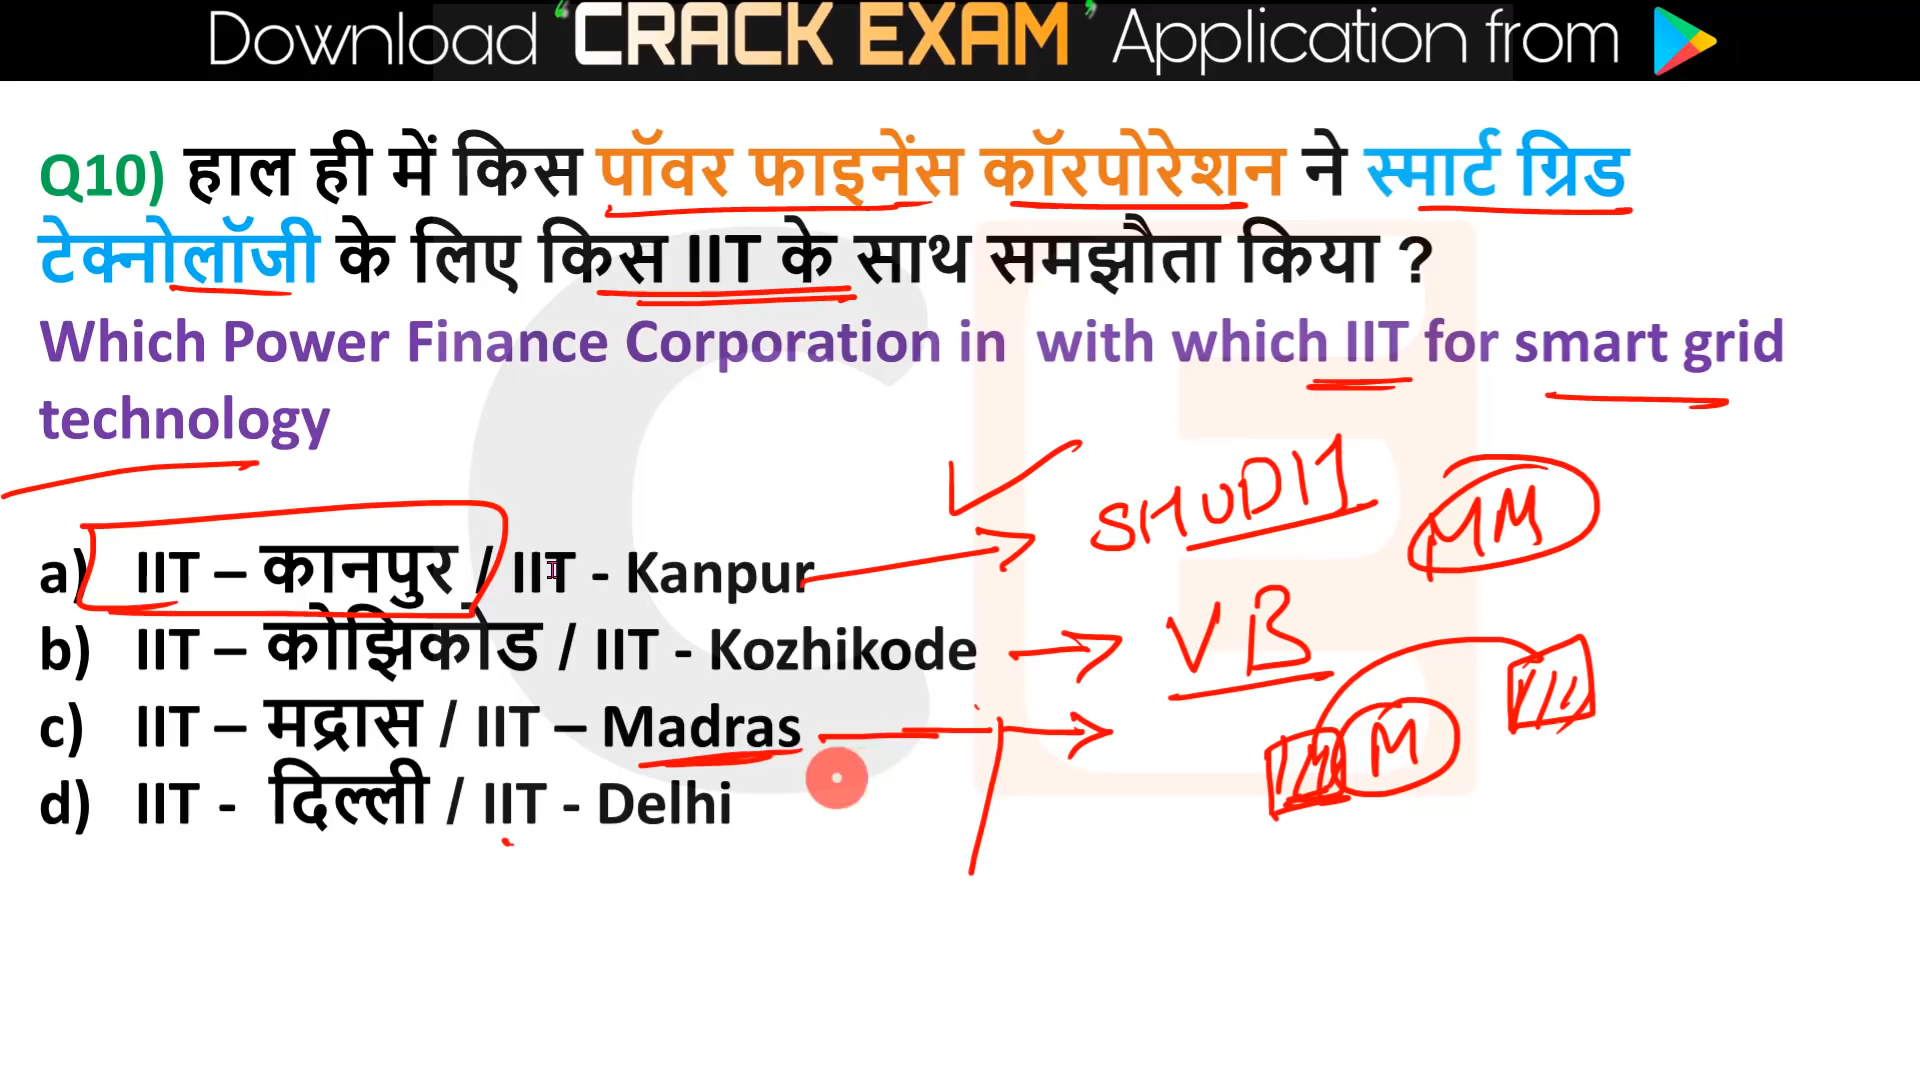 Download ‘CRACK EXAM’ Application from
Q10) हाल ही में किस पॉवर फाइनेंस कॉरपोरेशन ने स्मार्ट ग्रिड
टेक्नोलॉजी के लिए किस IIT के साथ समझौता किया ?
Which Power Finance Corporation in with which IIT for smart grid
technology
a) IIT – कानपुर / IIT - Kanpur
SHUDII
MM
b) IIT – कोझिकोड / IIT - Kozhikode
VB
c) IIT – मद्रास / IIT – Madras
M
d) IIT - दिल्ली / IIT - Delhi